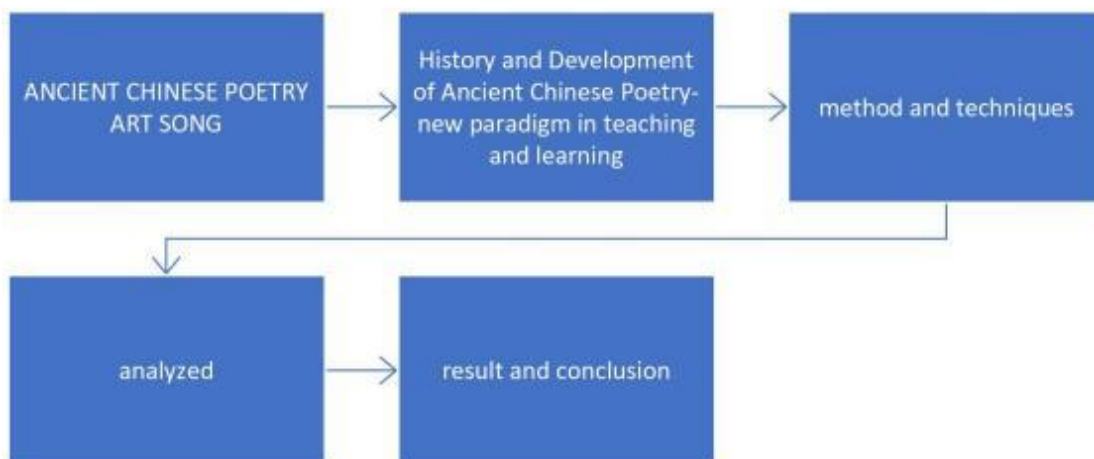 ANCIENT CHINESE POETRY
ART SONG
History and Development
of Ancient Chinese Poetry-
new paradigm in teaching
and learning
method and techniques
analyzed
result and conclusion